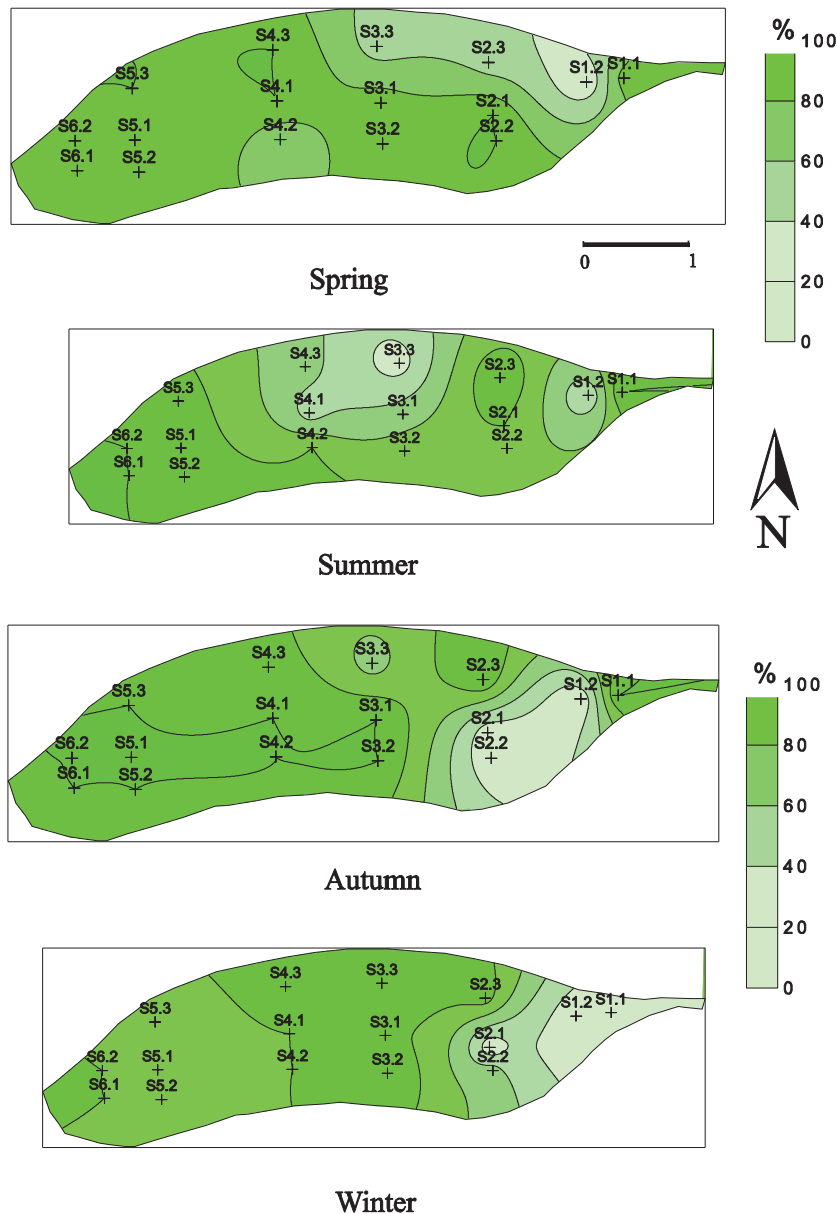 %
100
S3.3
S4.3
S2.3
S1.2 S1.1
S5.3
80
S4.1 S3.1
S2.1
S6.2 S5.1 S4.2 S3.2 S2.2
S6.1 S5.2
60
40
0 1
Spring
20
0
S4.3 S3.3
S2.3
S1.2 S1.1
S5.3
S4.1 S3.1
S2.1
S6.2 S5.1 S4.2 S3.2 S2.2
S6.1 S5.2
N
Summer
S4.3 S3.3
S2.3
S1.2 S1.1
%
100
S5.3
S4.1 S3.1
S2.1
80
S6.2 S5.1 S4.2 S3.2 S2.2
S6.1 S5.2
60
Autumn
40
20
0
S4.3 S3.3
S2.3
S1.2 S1.1
S5.3
S4.1 S3.1
S2.1
S6.2 S5.1 S4.2 S3.2 S2.2
S6.1 S5.2
Winter